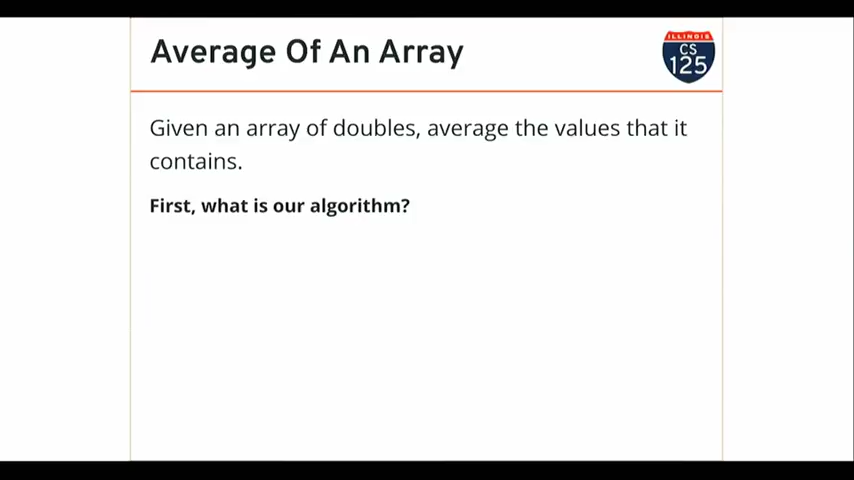 Average Of An Array
ILLINOIS
CS
125
Given an array of doubles, average the values that it
contains.
First, what is our algorithm?